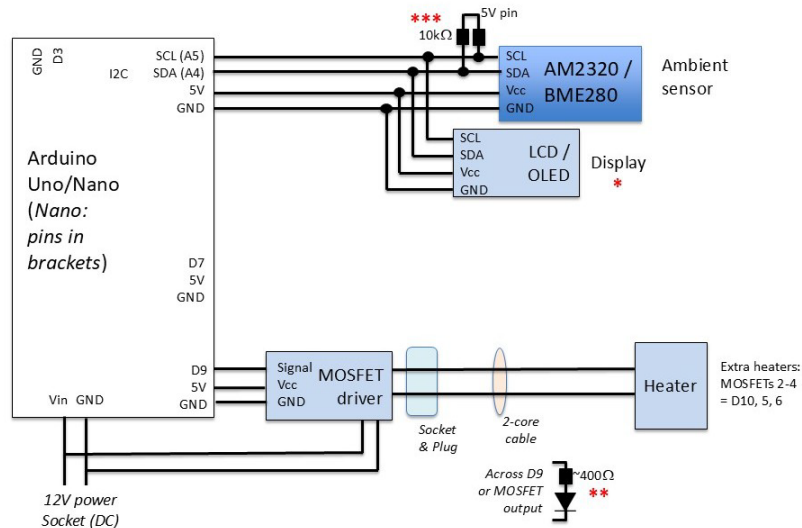 ***
5V pin
10kΩ
GND
D3
I2C
SCL (A5)
SDA (A4)
5V
GND
SCL
SDA
Vcc
GND
AM2320 /
BME280
Ambient
sensor
SCL
SDA
Vcc
GND
LCD /
OLED
Display
*
Arduino
Uno/Nano
(Nano:
pins in
brackets)
D7
5V
GND
D9
5V
GND
Vin GND
Signal
Vcc
GND
MOSFET
driver
Socket
& Plug
2-core
cable
Heater
Extra heaters:
MOSFETs 2-4
= D10, 5, 6
12V power
Socket (DC)
Across D9
or MOSFET
output
~400Ω
**